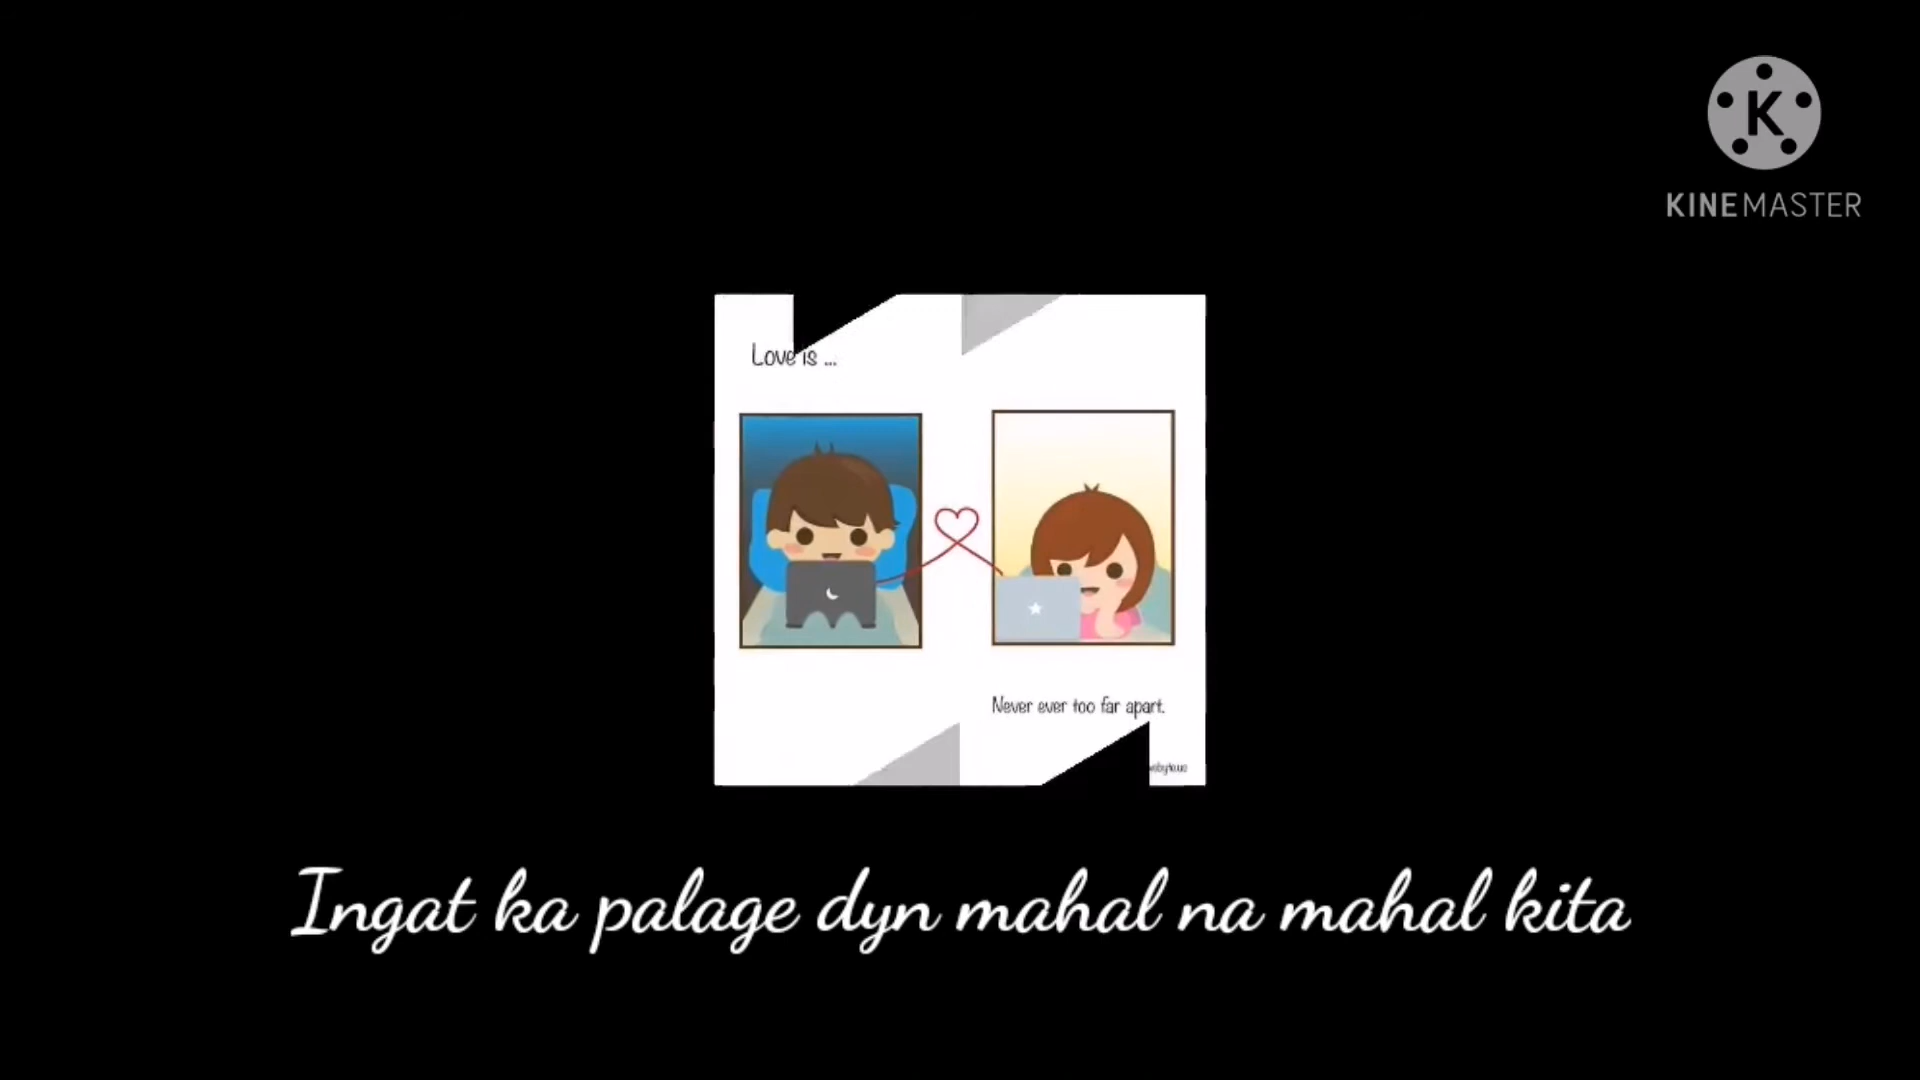 K
KINEMASTER
Love is ...
Never ever too far apart.
Ingat ka palage dyn mahal na mahal kita